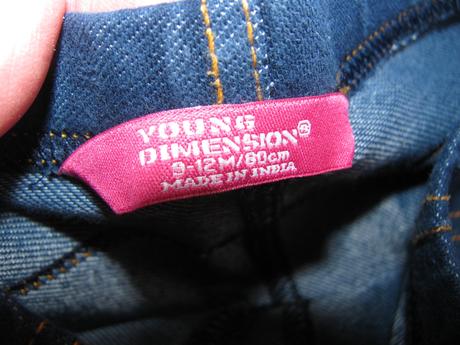 YOUNG
DIMENSION®
9-12M/80cm
MADE IN INDIA